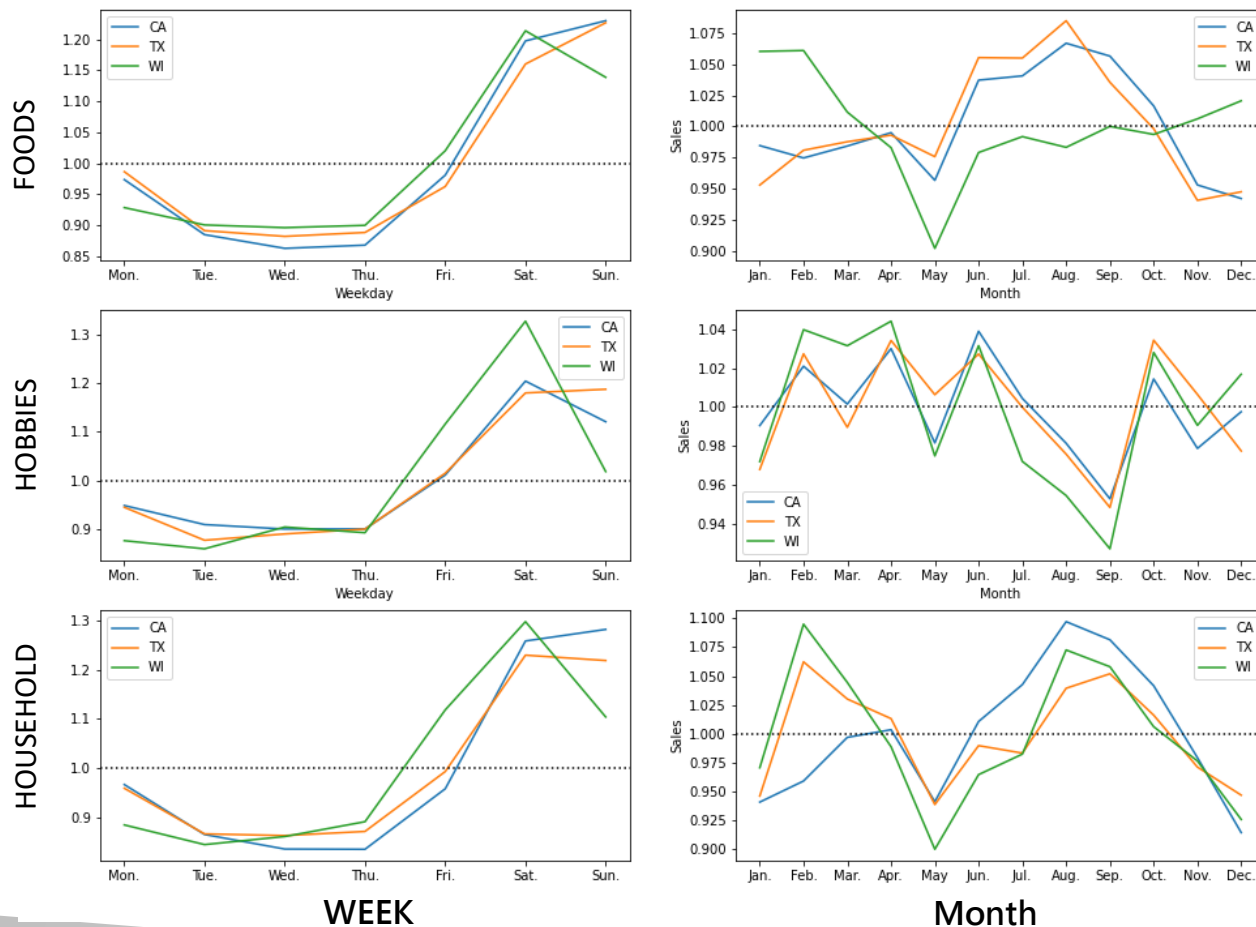 FOODS
1.20
1.15
1.10
1.05
1.00
0.95
0.90
0.85
CA
TX
WI
Mon. Tue. Wed. Thu. Fri. Sat. Sun.
Weekday
Sales
1.075
1.050
1.025
1.000
0.975
0.950
0.925
0.900
CA
TX
WI
Jan. Feb. Mar. Apr. May Jun. Jul. Aug. Sep. Oct. Nov. Dec.
Month
HOBBIES
1.3
1.2
1.1
1.0
0.9
CA
TX
WI
Mon. Tue. Wed. Thu. Fri. Sat. Sun.
Weekday
Sales
1.04
1.02
1.00
0.98
0.96
0.94
CA
TX
WI
Jan. Feb. Mar. Apr. May Jun. Jul. Aug. Sep. Oct. Nov. Dec.
Month
HOUSEHOLD
1.3
1.2
1.1
1.0
0.9
CA
TX
WI
Mon. Tue. Wed. Thu. Fri. Sat. Sun.
Sales
1.100
1.075
1.050
1.025
1.000
0.975
0.950
0.925
0.900
CA
TX
WI
Jan. Feb. Mar. Apr. May Jun. Jul. Aug. Sep. Oct. Nov. Dec.
WEEK
Month